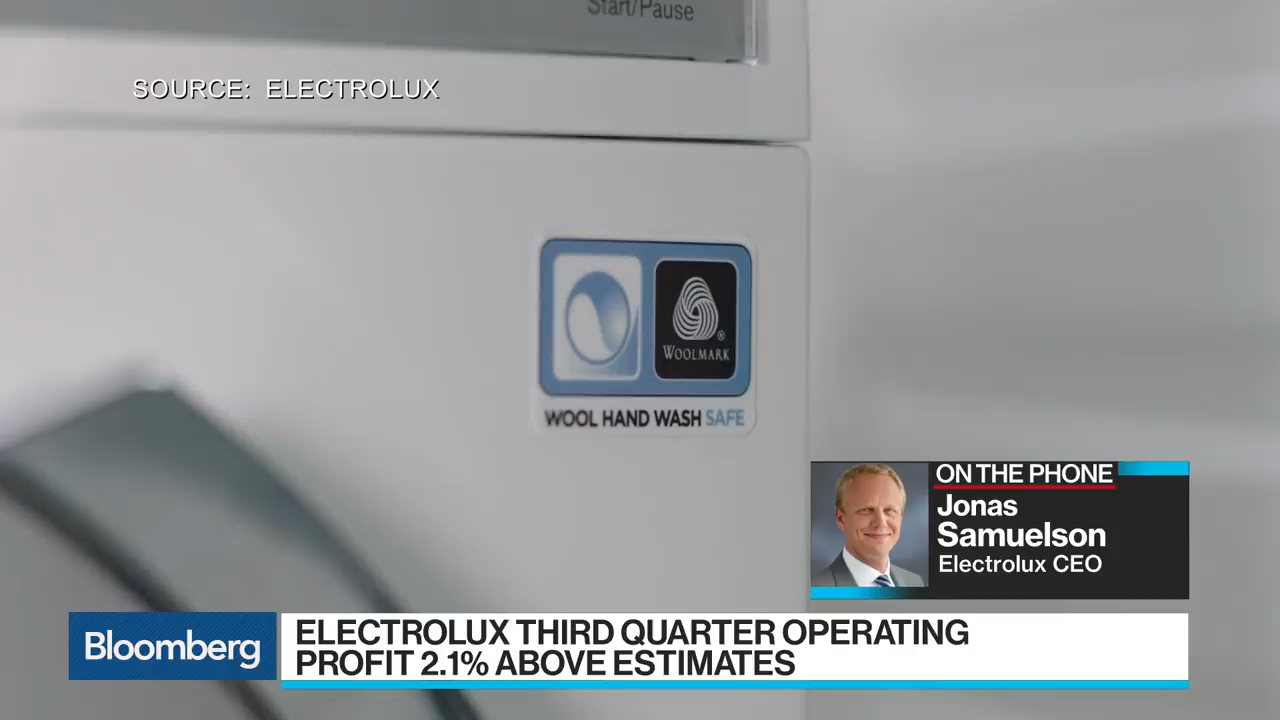 Start/Pause
SOURCE: ELECTROLUX
WOOLMARK
WOOL HAND WASH SAFE
ON THE PHONE
Jonas
Samuelson
Electrolux CEO
Bloomberg
ELECTROLUX THIRD QUARTER OPERATING
PROFIT 2.1% ABOVE ESTIMATES